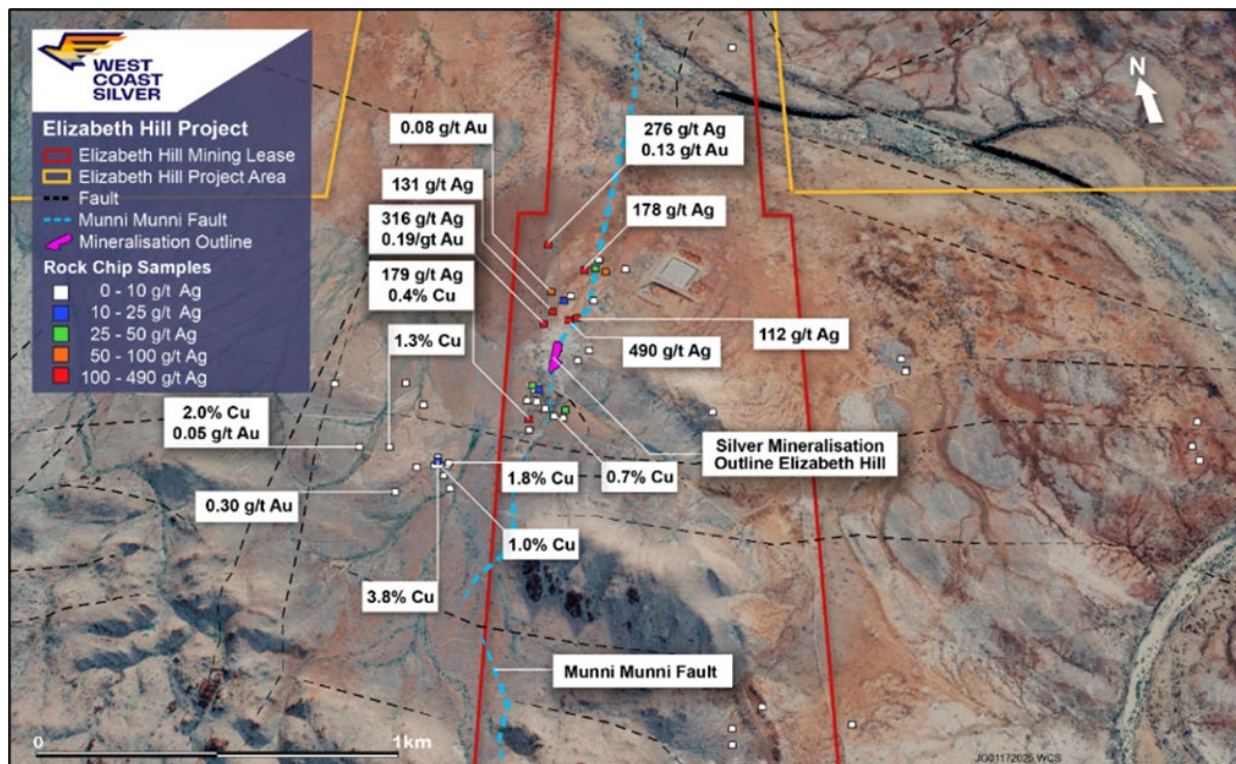 WEST
COAST
SILVER
Elizabeth Hill Project
Elizabeth Hill Mining Lease
Elizabeth Hill Project Area
Fault
Munni Munni Fault
Mineralisation Outline
Rock Chip Samples
0 - 10 g/t Ag
10 - 25 g/t Ag
25 - 50 g/t Ag
50 - 100 g/t Ag
100 - 490 g/t Ag
N
0.08 g/t Au
276 g/t Ag
0.13 g/t Au
131 g/t Ag
178 g/t Ag
316 g/t Ag
0.19/gt Au
179 g/t Ag
0.4% Cu
1.3% Cu
490 g/t Ag
112 g/t Ag
2.0% Cu
0.05 g/t Au
Silver Mineralisation
Outline Elizabeth Hill
1.8% Cu
0.7% Cu
0.30 g/t Au
1.0% Cu
3.8% Cu
Munni Munni Fault
0
1km
JG01172025 WCS